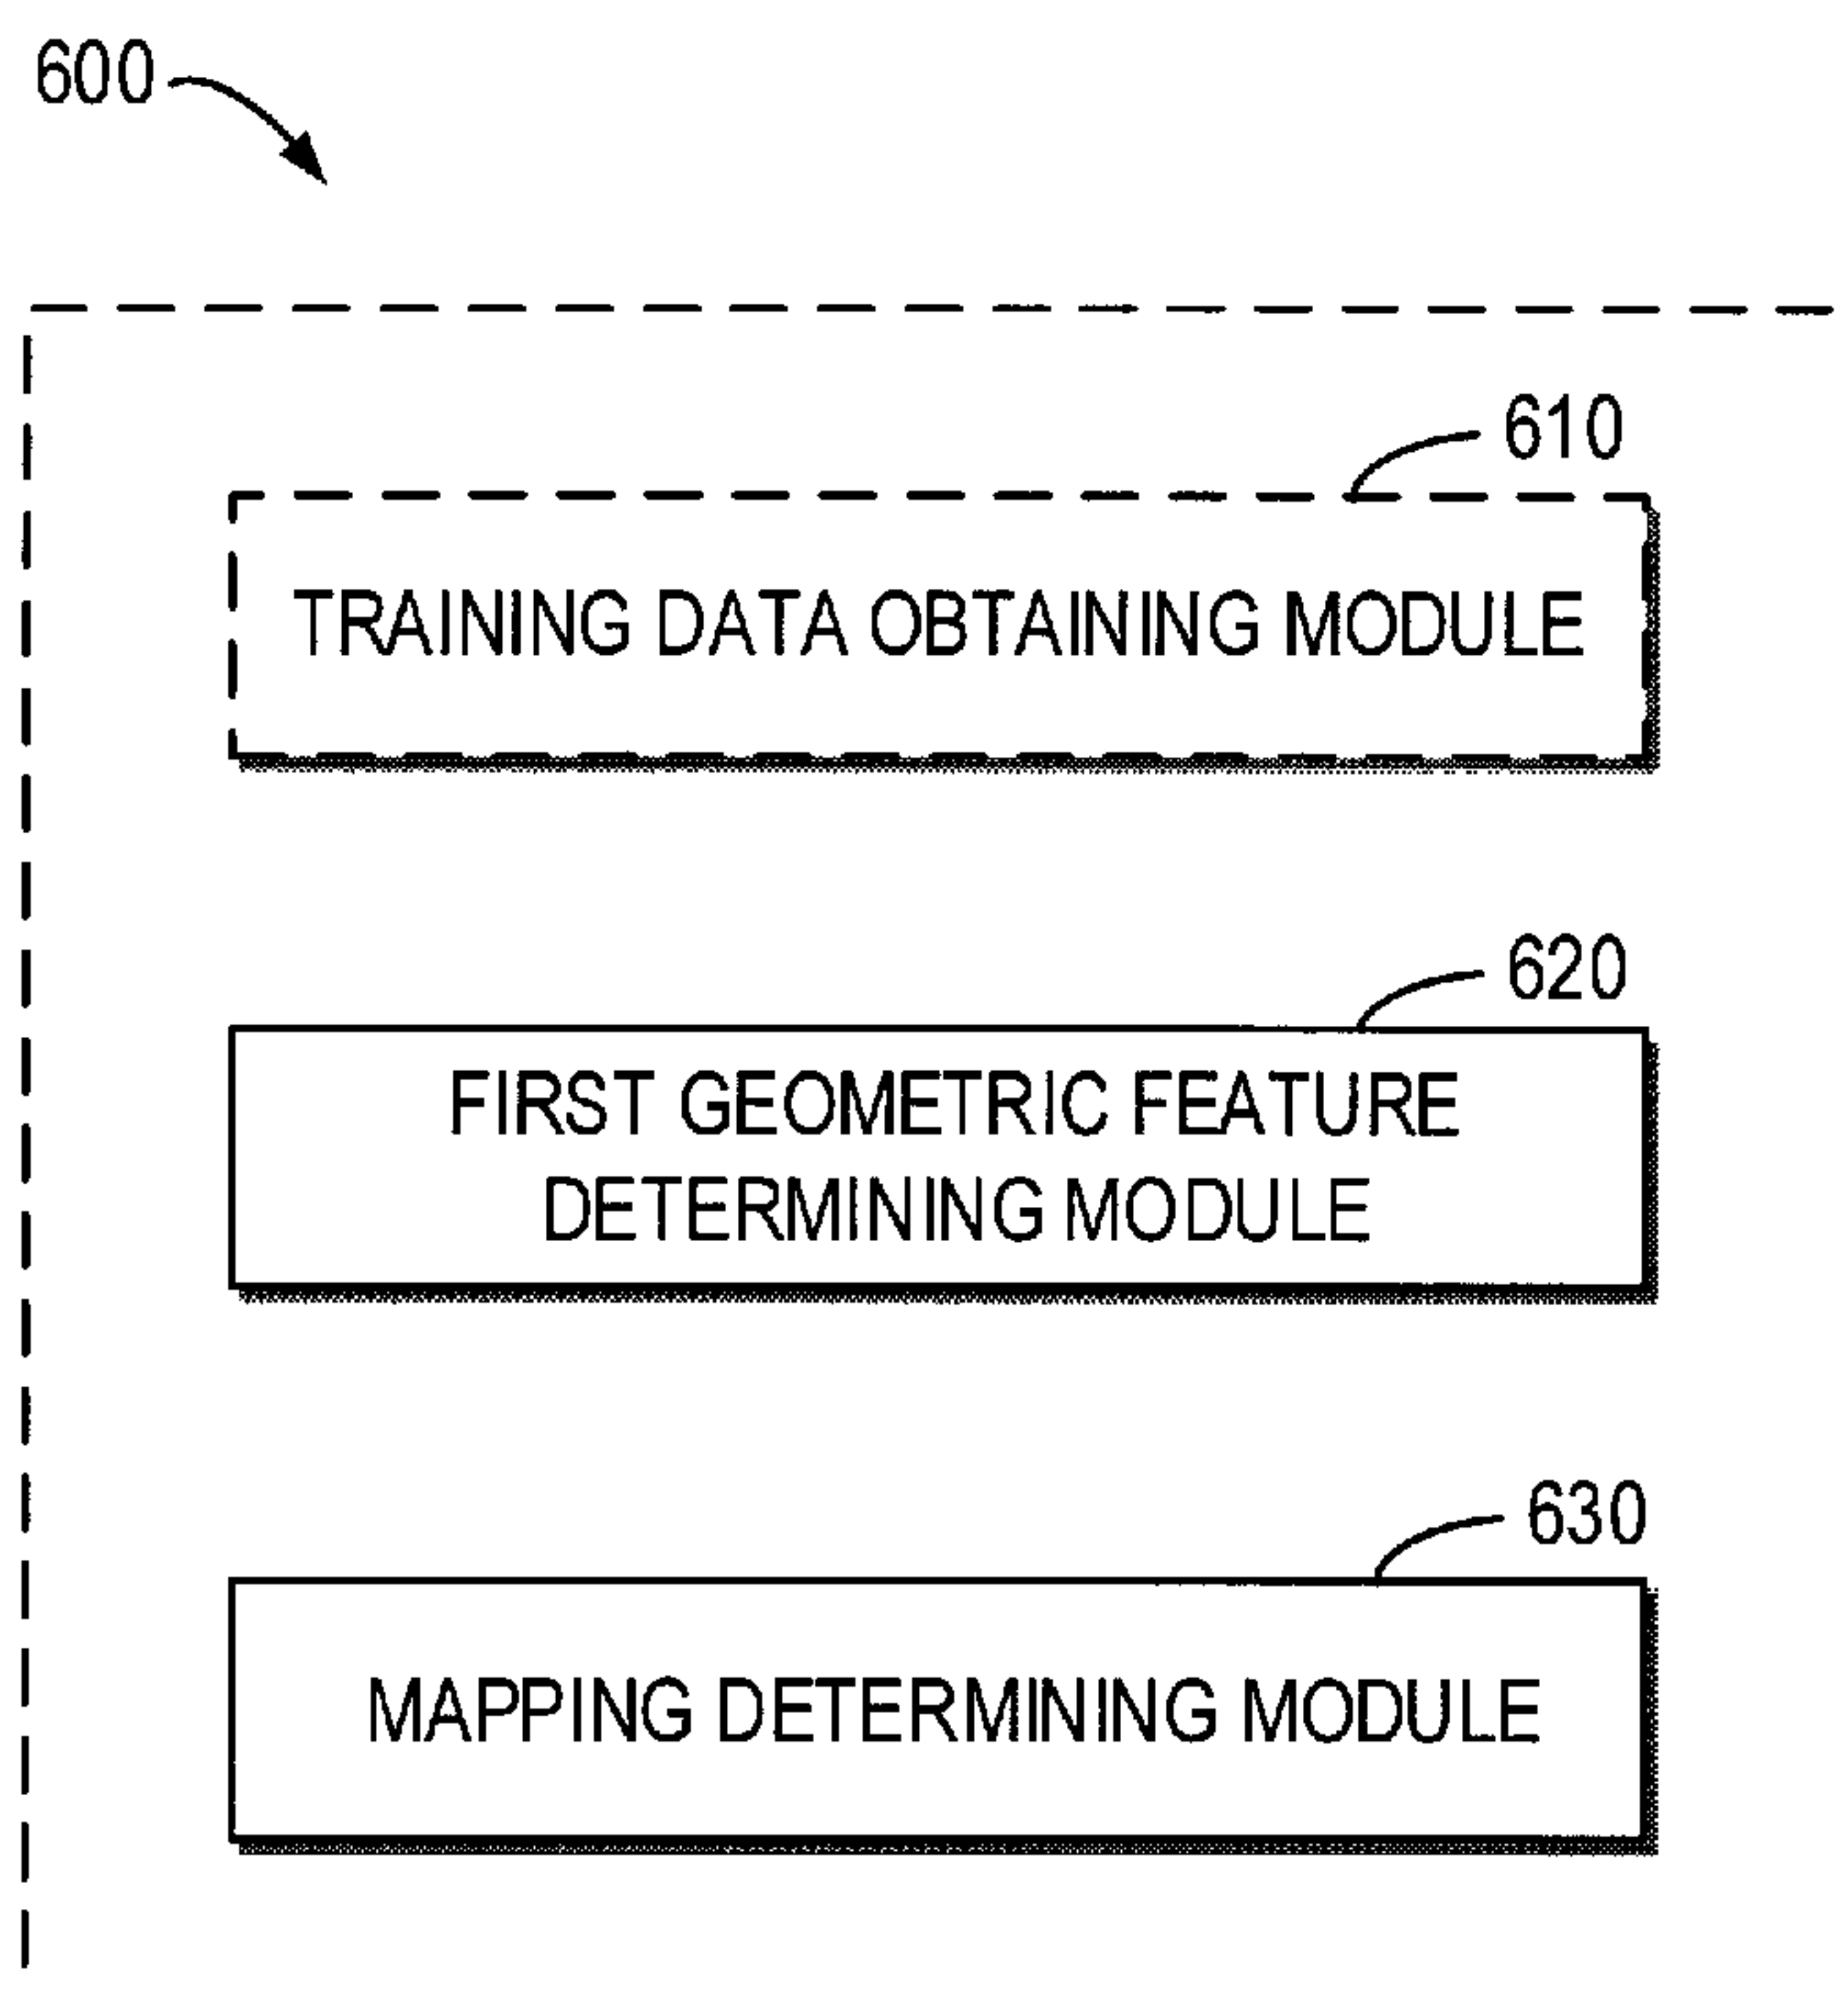 600
610
TRAINING DATA OBTAINING MODULE
620
FIRST GEOMETRIC FEATURE
DETERMINING MODULE
630
MAPPING DETERMINING MODULE